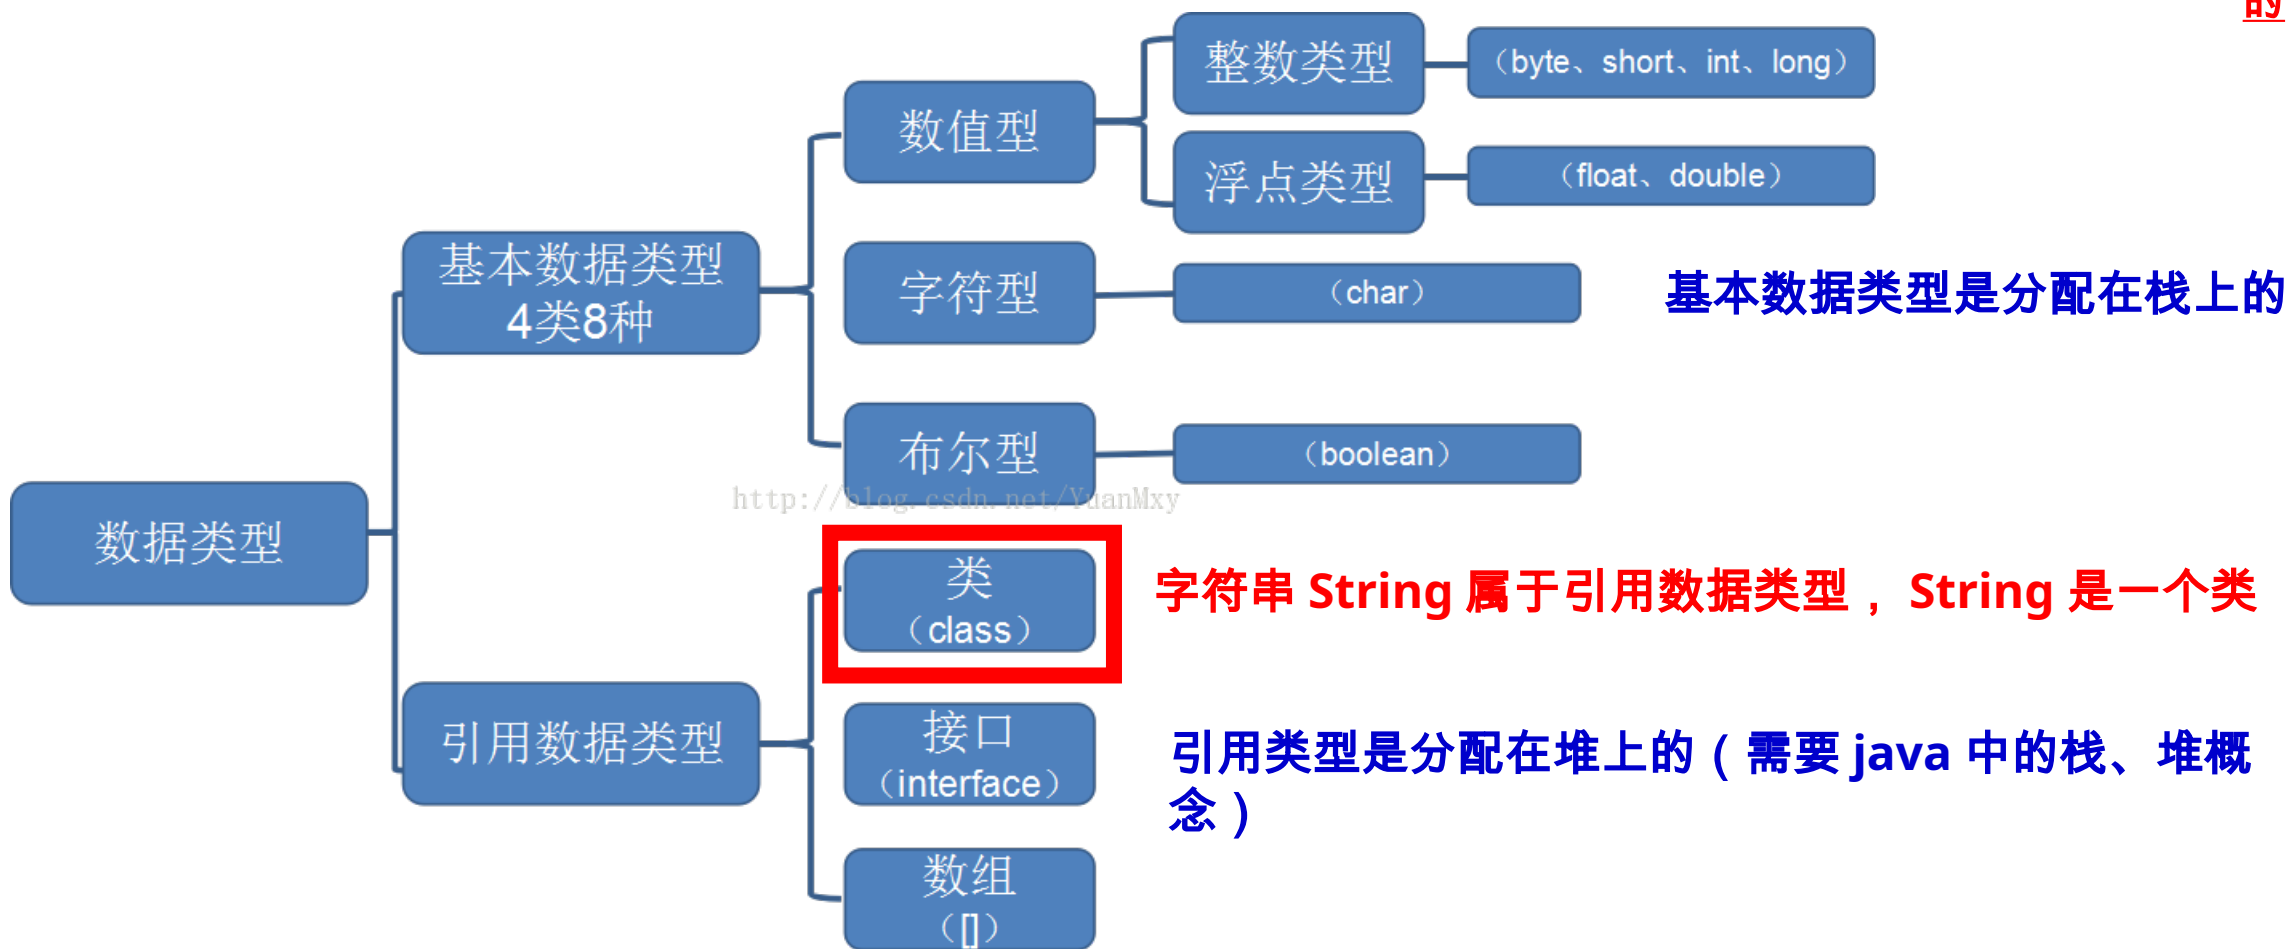 的
整数类型
（byte、short、int、long）
数值型
浮点类型
（float、double）
基本数据类型
4类8种
字符型
（char）
基本数据类型是分配在栈上的
布尔型
（boolean）
http://blog.csdn.net/YuanMxy
数据类型
类
（class）
字符串 String 属于引用数据类型， String 是一个类
引用数据类型
接口
（interface）
引用类型是分配在堆上的（需要 java 中的栈、堆概
念）
数组
（[]）